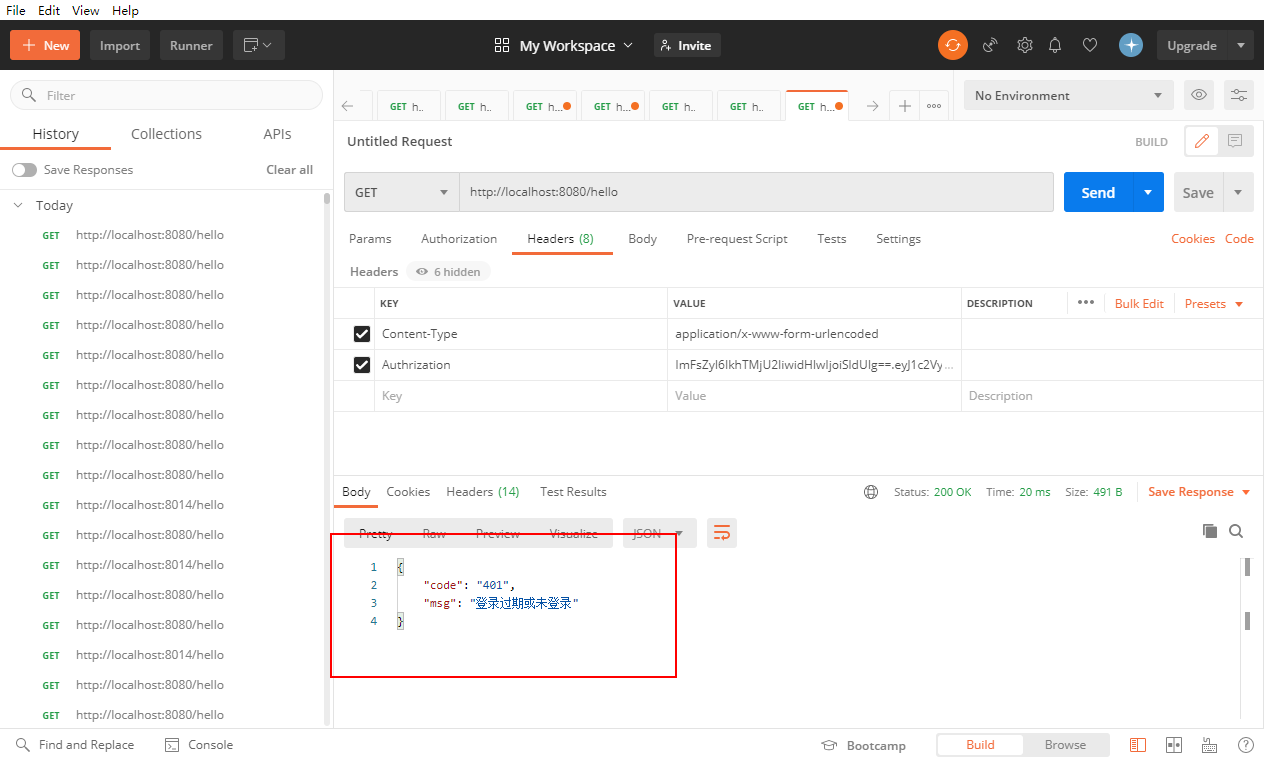 File Edit View Help
New Import Runner My Workspace Invite Upgrade
Filter
GET h.. GET h.. GET h... GET h... GET h.. GET h.. GET h... No Environment
History Collections APIs
Untitled Request BUILD
Save Responses Clear all
GET http://localhost:8080/hello Send Save
Today
GET http://localhost:8080/hello
Params Authorization Headers (8) Body Pre-request Script Tests Settings Cookies Code
GET http://localhost:8080/hello
Headers 6 hidden
GET http://localhost:8080/hello
KEY VALUE DESCRIPTION Bulk Edit Presets
GET http://localhost:8080/hello
Content-Type application/x-www-form-urlencoded
GET http://localhost:8080/hello
Authrization ImFsZyI6IkhTMjU2IiwidHlwIjoiSldUIg==.eyJ1c2Vy...
GET http://localhost:8080/hello
Key Value Description
GET http://localhost:8080/hello
GET http://localhost:8080/hello
GET http://localhost:8080/hello
Body Cookies Headers (14) Test Results Status: 200 OK Time: 20 ms Size: 491 B Save Response
GET http://localhost:8014/hello
Pretty Raw Preview Visualize JSON
GET http://localhost:8080/hello
GET http://localhost:8014/hello
1 {
2 "code": "401",
GET http://localhost:8080/hello
3 "msg": "登录过期或未登录"
4 }
GET http://localhost:8080/hello
GET http://localhost:8014/hello
GET http://localhost:8080/hello
GET http://localhost:8080/hello
Find and Replace Console Bootcamp Build Browse